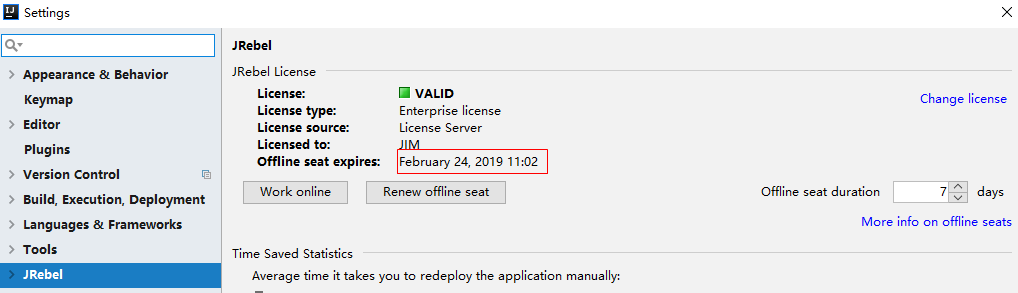 Settings
JRebel
JRebel License
Appearance & Behavior
Keymap
Editor
Plugins
Version Control
Build, Execution, Deployment
Languages & Frameworks
Tools
JRebel
License: VALID
Change license
License type: Enterprise license
License source: License Server
Licensed to: JIM
Offline seat expires: February 24, 2019 11:02
Work online Renew offline seat Offline seat duration 7 days
More info on offline seats
Time Saved Statistics
Average time it takes you to redeploy the application manually: